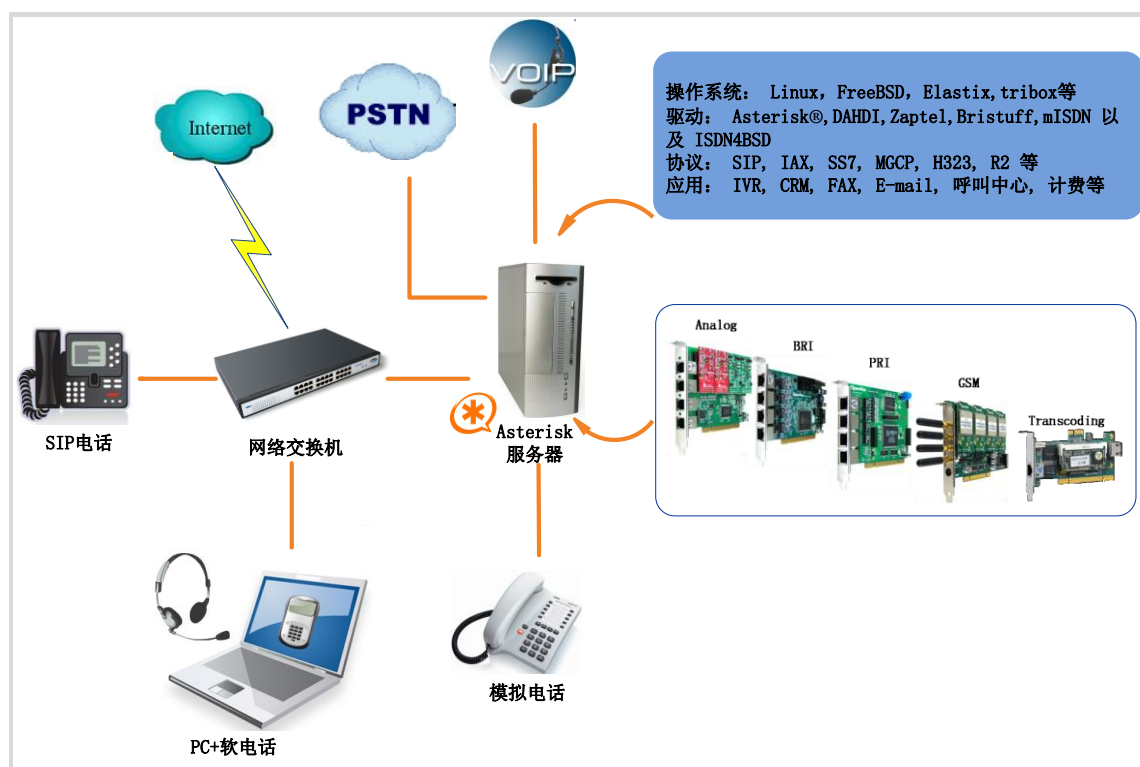 VOIP
PSTN
Internet
操作系统: Linux, FreeBSD, Elastix,tribox等
驱动: Asterisk®,DAHDI,Zaptel,Bristuff,mISDN 以
及 ISDN4BSD
协议: SIP, IAX, SS7, MGCP, H323, R2 等
应用: IVR, CRM, FAX, E-mail, 呼叫中心, 计费等
Analog
BRI
PRI
GSM
Transcoding
SIP电话
网络交换机
Asterisk
服务器
PC+软电话
模拟电话